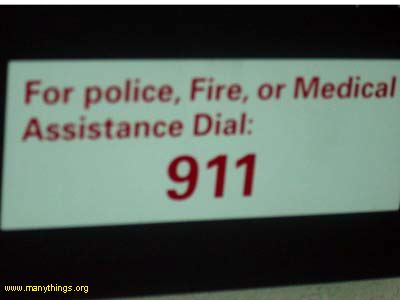 For police, Fire, or Medical
Assistance Dial:
911
www.manythings.org